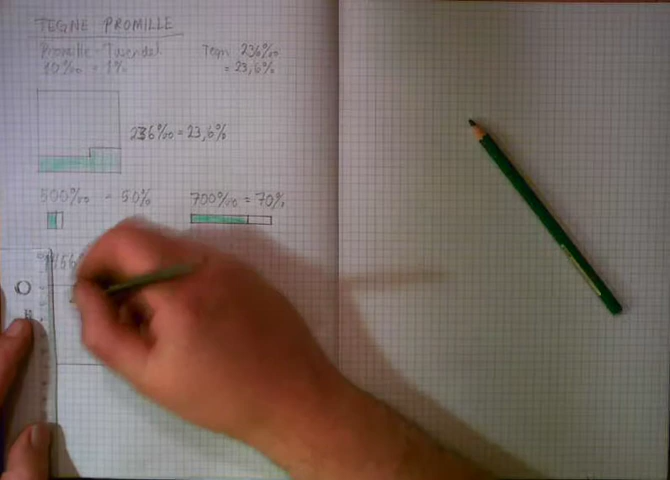 TEGNE PROMILLE
Promille - Tusendel
10‰ = 1%
Tegn 236‰
= 23,6%
236‰ = 23,6%
500‰ = 50%
700‰ = 70%